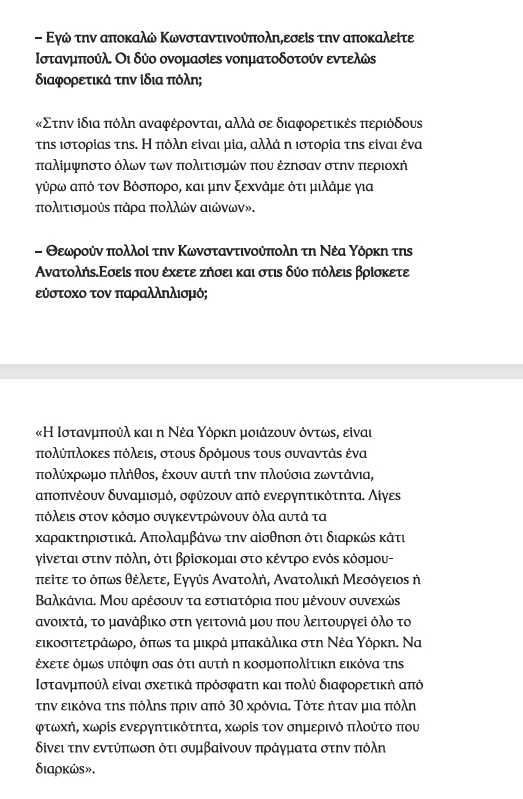 – Εγώ την αποκαλώ Κωνσταντινούπολη,εσείς την αποκαλείτε
Ιστανμπούλ. Οι δύο ονομασίες νοηματοδοτούν εντελώς
διαφορετικά την ίδια πόλη;
«Στην ίδια πόλη αναφέρονται, αλλά σε διαφορετικές περιόδους
της ιστορίας της. Η πόλη είναι μία, αλλά η ιστορία της είναι ένα
παλίμψηστο όλων των πολιτισμών που έζησαν στην περιοχή
γύρω από τον Βόσπορο, και μην ξεχνάμε ότι μιλάμε για
πολιτισμούς πάρα πολλών αιώνων».
– Θεωρούν πολλοί την Κωνσταντινούπολη τη Νέα Υόρκη της
Ανατολής.Εσείς που έχετε ζήσει και στις δύο πόλεις βρίσκετε
εύστοχο τον παραλληλισμό;
«Η Ιστανμπούλ και η Νέα Υόρκη μοιάζουν όντως, είναι
πολύπλοκες πόλεις, στους δρόμους τους συναντάς ένα
πολύχρωμο πλήθος, έχουν αυτή την πλούσια ζωντάνια,
αποπνέουν δυναμισμό, σφύζουν από ενεργητικότητα. Λίγες
πόλεις στον κόσμο συγκεντρώνουν όλα αυτά τα
χαρακτηριστικά. Απολαμβάνω την αίσθηση ότι διαρκώς κάτι
γίνεται στην πόλη, ότι βρίσκομαι στο κέντρο ενός κόσμου-
πείτε το όπως θέλετε, Εγγύς Ανατολή, Ανατολική Μεσόγειος ή
Βαλκάνια. Μου αρέσουν τα εστιατόρια που μένουν συνεχώς
ανοιχτά, το μανάβικο στη γειτονιά μου που λειτουργεί όλο το
εικοσιτετράωρο, όπως τα μικρά μπακάλικα στη Νέα Υόρκη. Να
έχετε όμως υπόψη σας ότι αυτή η κοσμοπολίτικη εικόνα της
Ιστανμπούλ είναι σχετικά πρόσφατη και πολύ διαφορετική από
την εικόνα της πόλης πριν από 30 χρόνια. Τότε ήταν μια πόλη
φτωχή, χωρίς ενεργητικότητα, χωρίς τον σημερινό πλούτο που
δίνει την εντύπωση ότι συμβαίνουν πράγματα στην πόλη
διαρκώς».